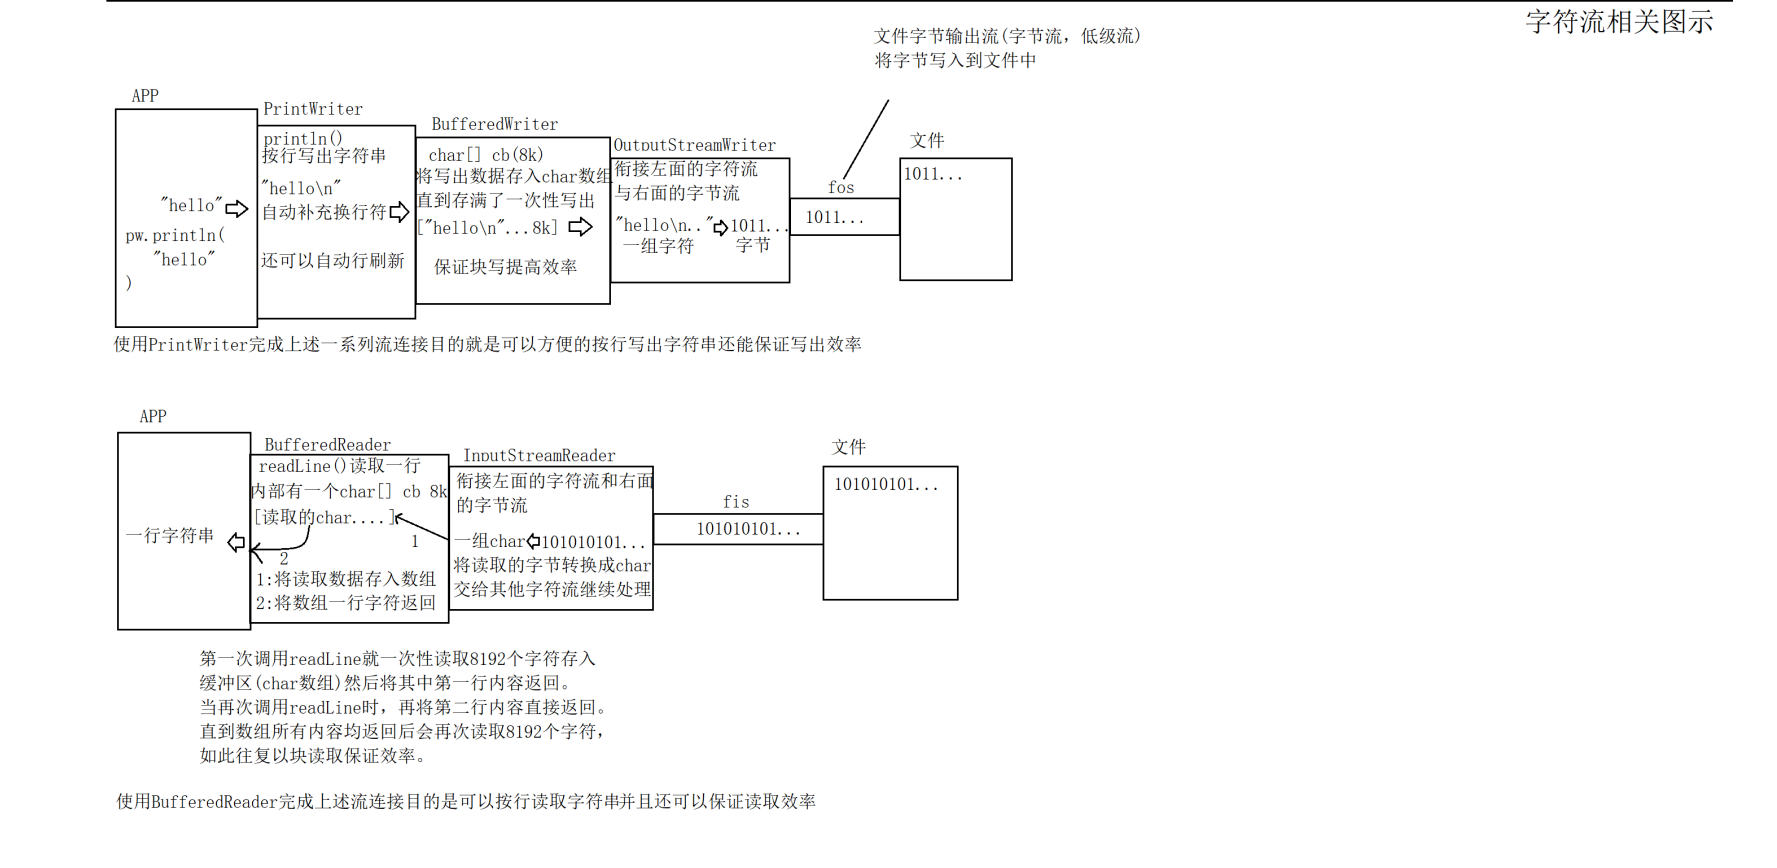 字符流相关图示
文件字节输出流(字节流，低级流)
将字节写入到文件中
APP
"hello"
pw.println(
"hello"
)
PrintWriter
println()
按行写出字符串
"hello\n"
自动补充换行符
还可以自动行刷新
BufferedWriter
char[] cb(8k)
将写出数据存入char数组
直到存满了一次性写出
["hello\n"...8k]
保证块写提高效率
OutputStreamWriter
衔接左面的字符流
与右面的字节流
"hello\n.."
1011...
一组字符
字节
fos
1011...
文件
1011...
使用PrintWriter完成上述一系列流连接目的就是可以方便的按行写出字符串还能保证写出效率
APP
一行字符串
BufferedReader
readLine()读取一行
内部有一个char[] cb 8k
[读取的char....]
1
2
1:将读取数据存入数组
2:将数组一行字符返回
InputStreamReader
衔接左面的字符流和右面
的字节流
一组char
101010101...
将读取的字节转换成char
交给其他字符流继续处理
fis
101010101...
文件
101010101...
第一次调用readLine就一次性读取8192个字符存入
缓冲区(char数组)然后将其中第一行内容返回。
当再次调用readLine时，再将第二行内容直接返回。
直到数组所有内容均返回后会再次读取8192个字符，
如此往复以块读取保证效率。
使用BufferedReader完成上述流连接目的是可以按行读取字符串并且还可以保证读取效率